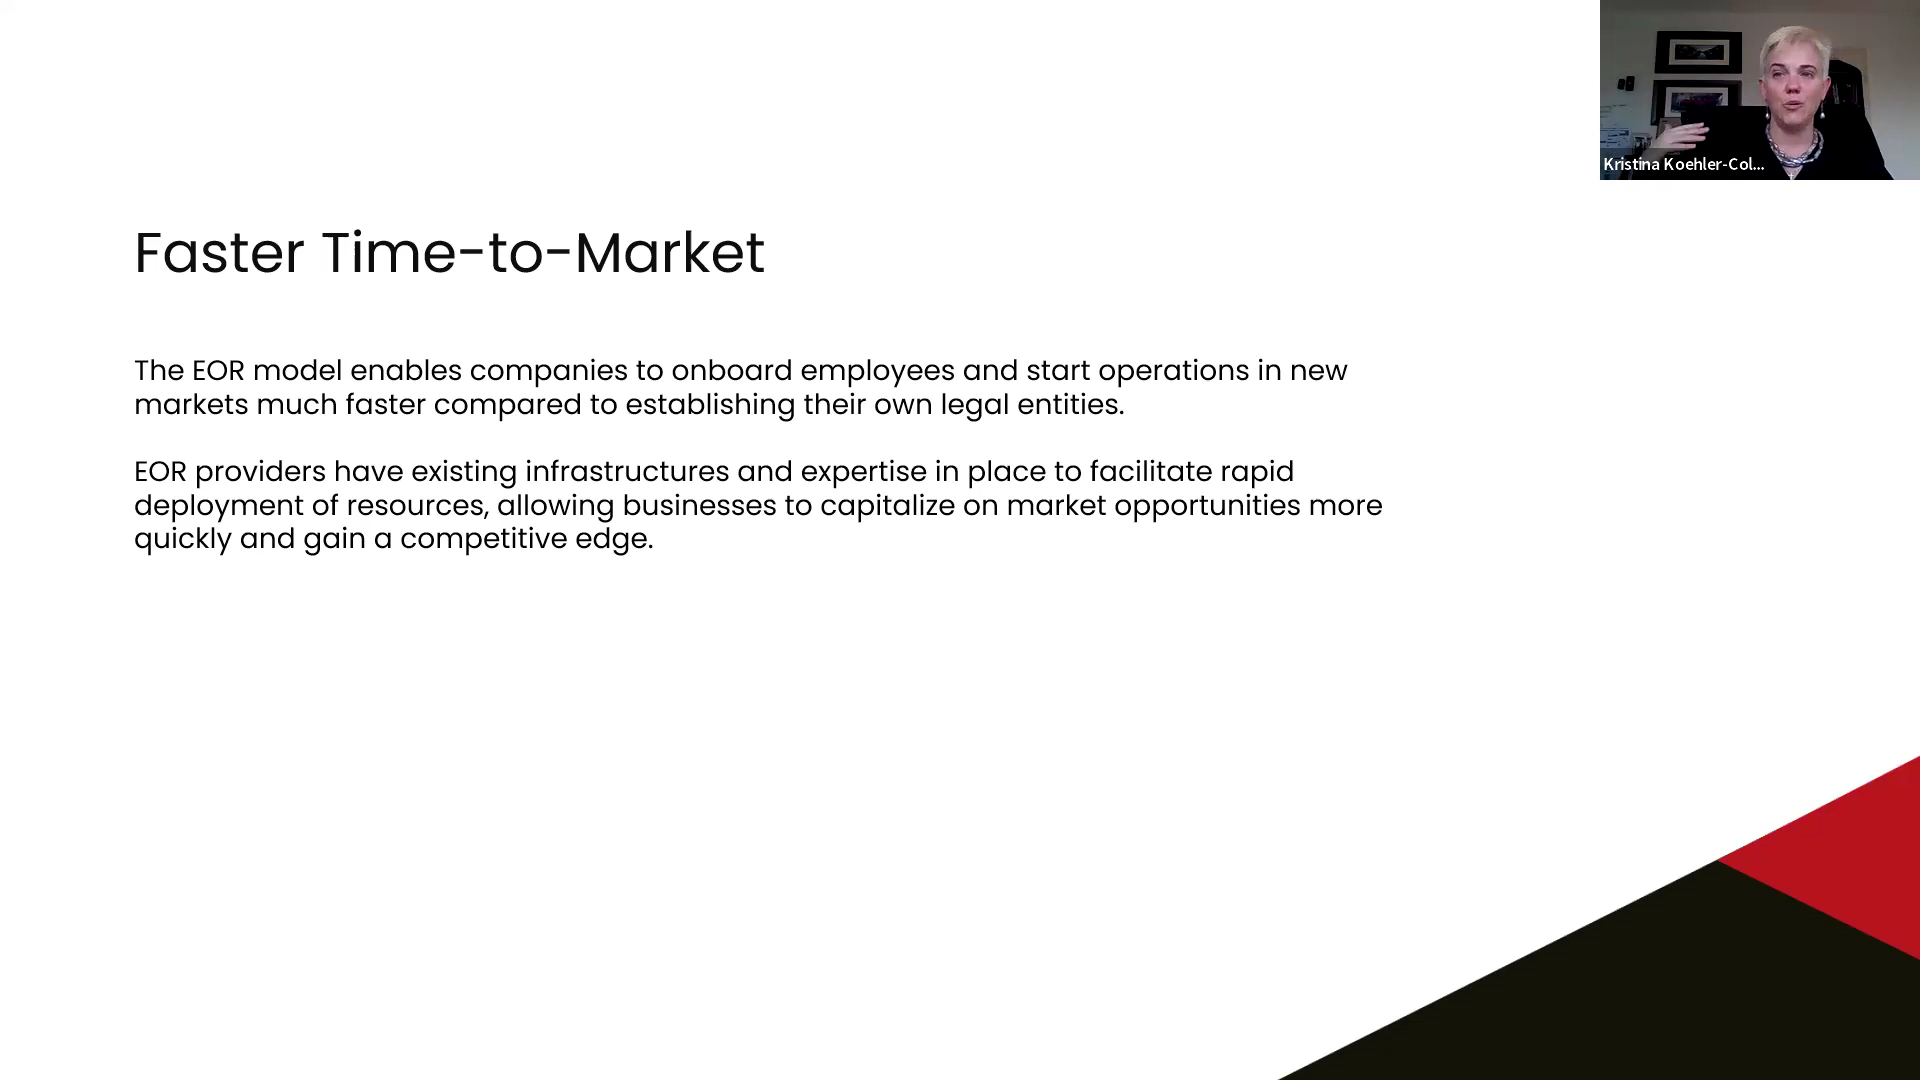 Kristina Koehler-Col...
Faster Time-to-Market
The EOR model enables companies to onboard employees and start operations in new
markets much faster compared to establishing their own legal entities.
EOR providers have existing infrastructures and expertise in place to facilitate rapid
deployment of resources, allowing businesses to capitalize on market opportunities more
quickly and gain a competitive edge.